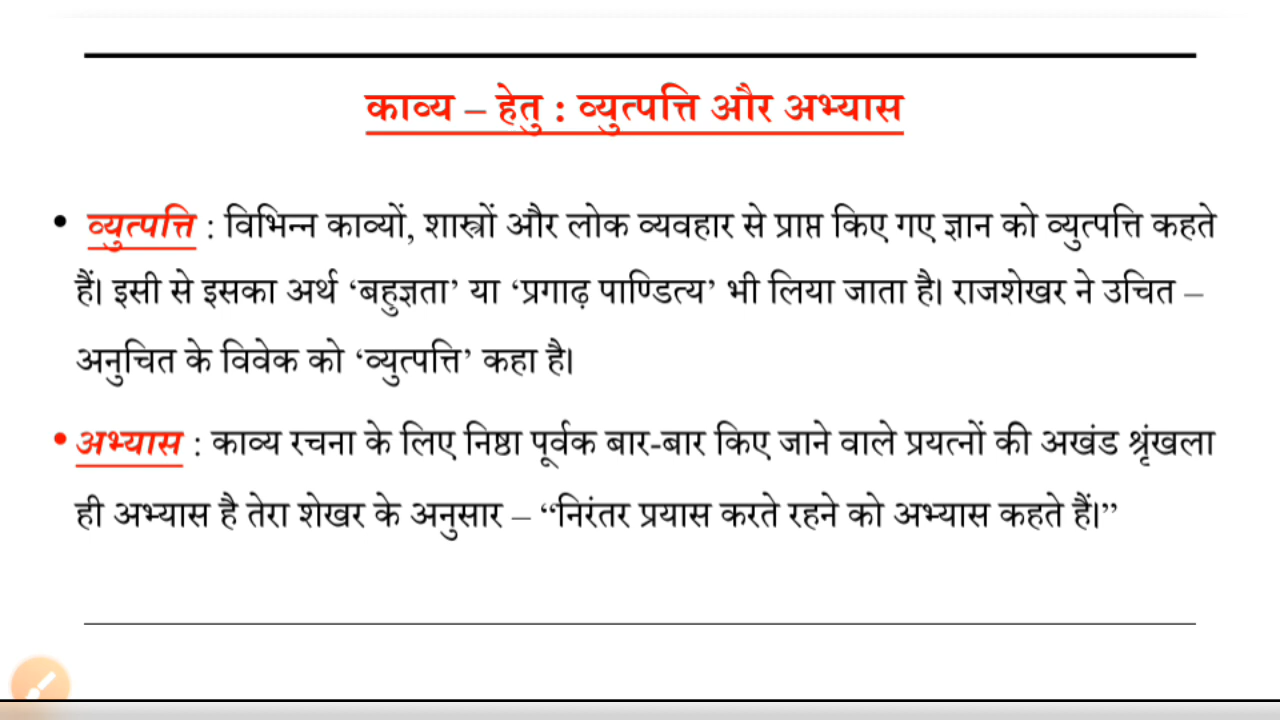 काव्य – हेतु : व्युत्पत्ति और अभ्यास
• व्युत्पत्ति : विभिन्न काव्यों, शास्त्रों और लोक व्यवहार से प्राप्त किए गए ज्ञान को व्युत्पत्ति कहते
हैं। इसी से इसका अर्थ ‘बहुज्ञता’ या ‘प्रगाढ़ पाण्डित्य’ भी लिया जाता है। राजशेखर ने उचित –
अनुचित के विवेक को ‘व्युत्पत्ति’ कहा है।
• अभ्यास : काव्य रचना के लिए निष्ठा पूर्वक बार-बार किए जाने वाले प्रयत्नों की अखंड श्रृंखला
ही अभ्यास है तेरा शेखर के अनुसार – “निरंतर प्रयास करते रहने को अभ्यास कहते हैं।”